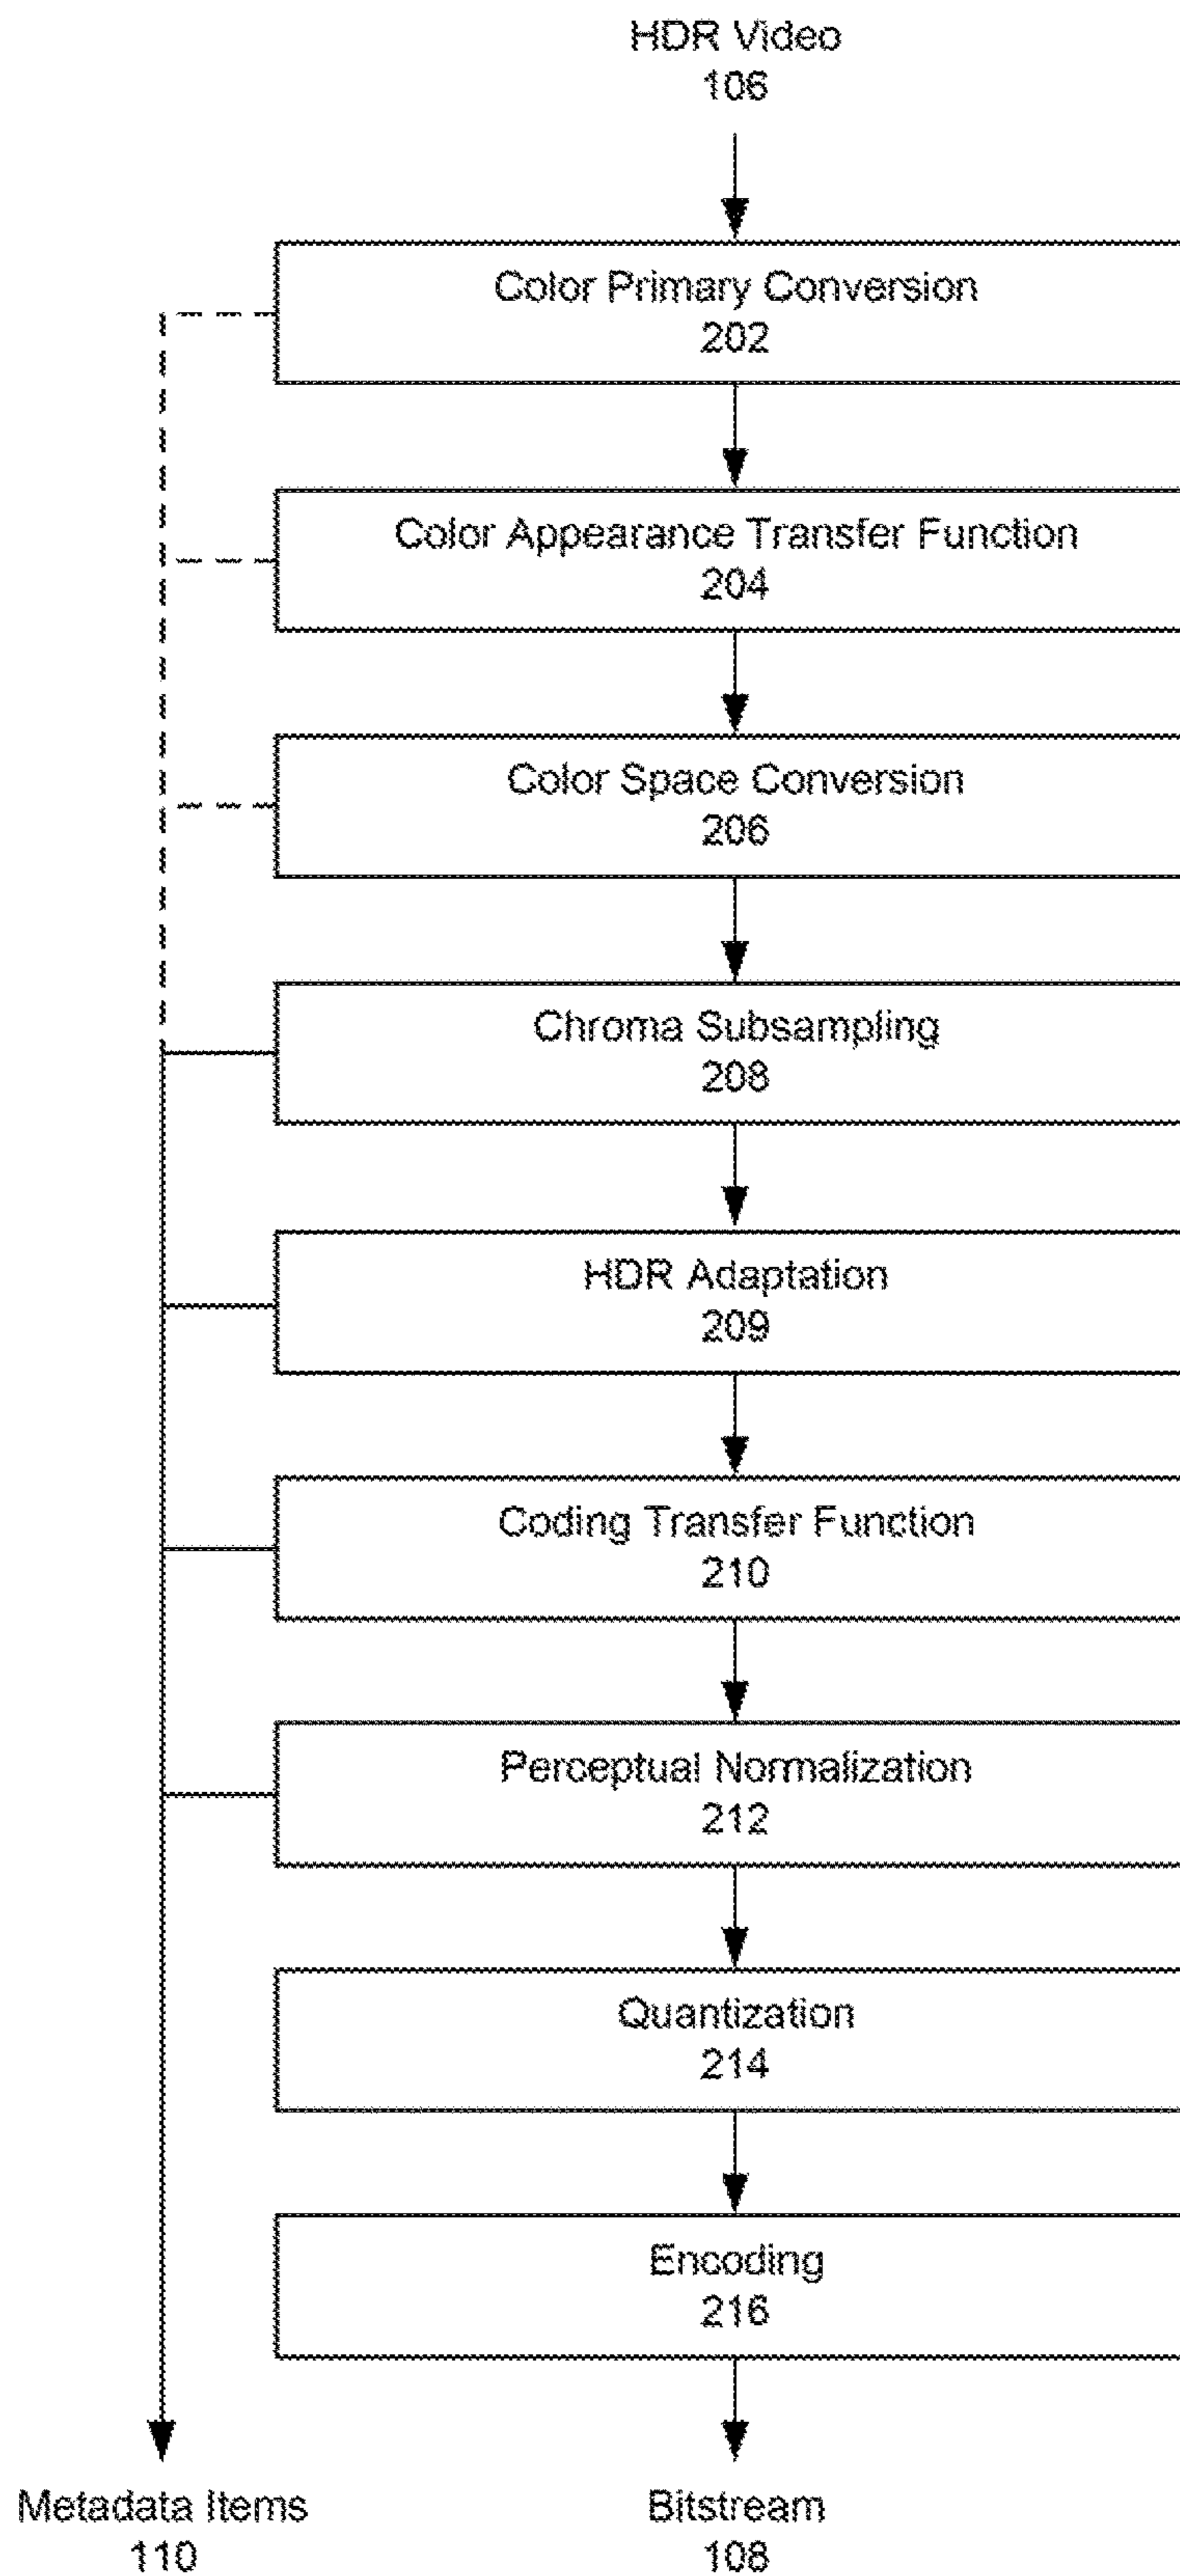 HDR Video
106
Color Primary Conversion
202
Color Appearance Transfer Function
204
Color Space Conversion
206
Chroma Subsampling
208
HDR Adaptation
209
Coding Transfer Function
210
Perceptual Normalization
212
Quantization
214
Encoding
216
Metadata Items
110
Bitstream
108